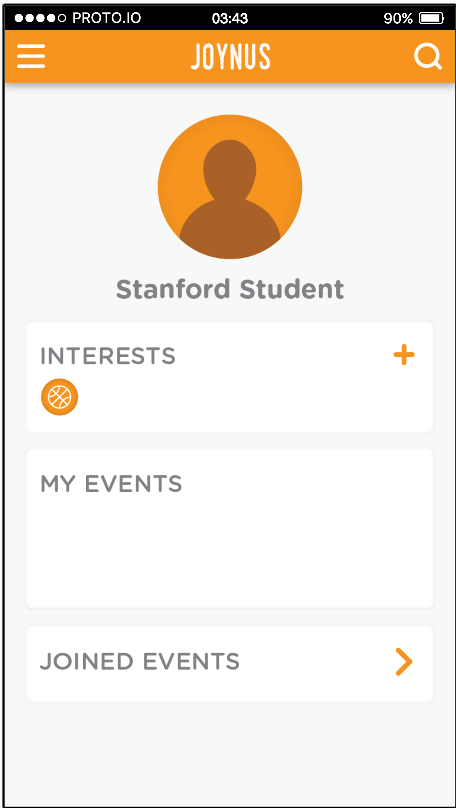 PROTO.IO 03:43 90%
JOYNUS
Stanford Student
INTERESTS
MY EVENTS
JOINED EVENTS